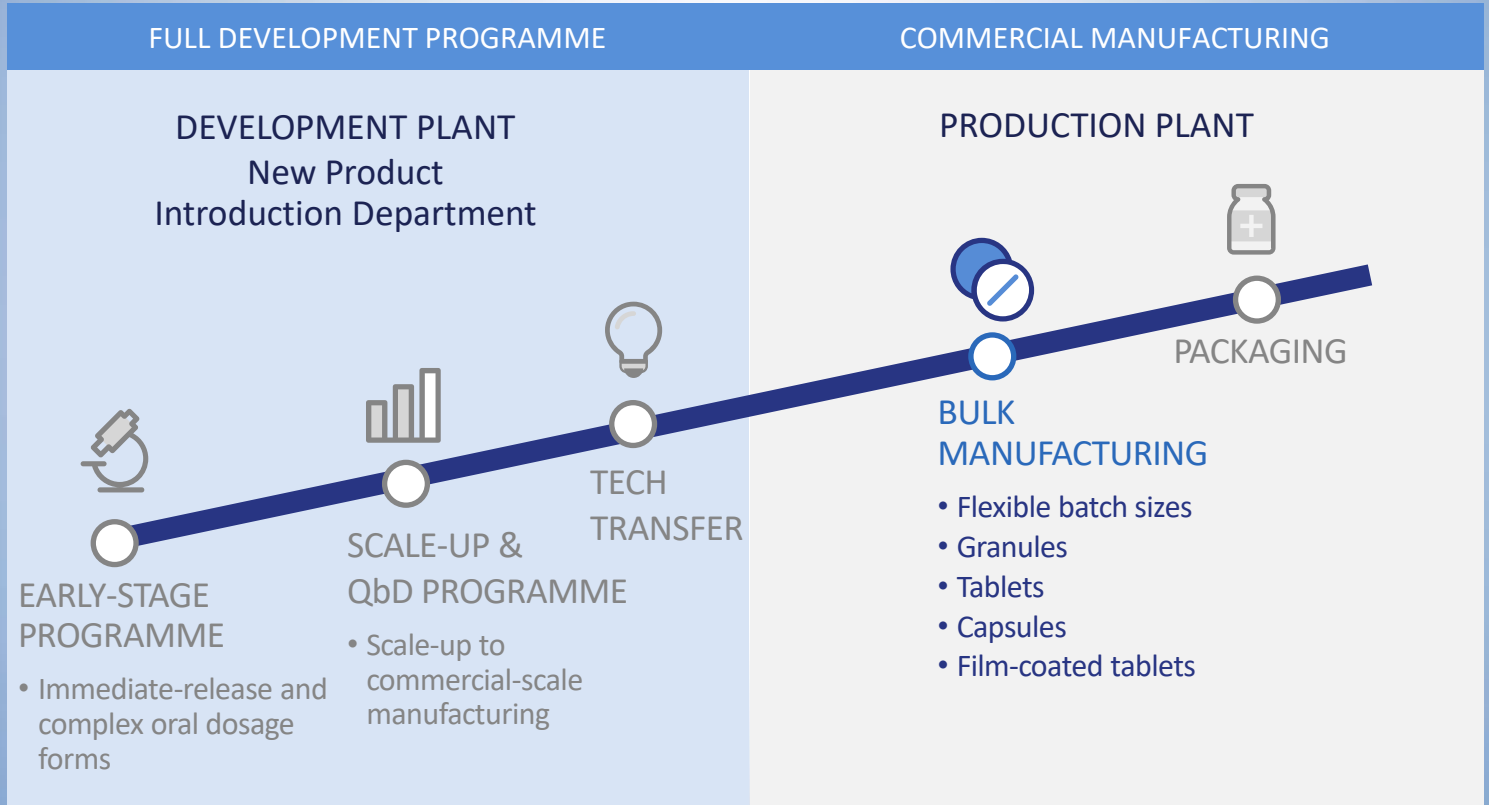 FULL DEVELOPMENT PROGRAMME
COMMERCIAL MANUFACTURING
DEVELOPMENT PLANT
New Product
Introduction Department
PRODUCTION PLANT
EARLY-STAGE
PROGRAMME
• Immediate-release and
complex oral dosage
forms
SCALE-UP &
QbD PROGRAMME
• Scale-up to
commercial-scale
manufacturing
TECH
TRANSFER
BULK
MANUFACTURING
• Flexible batch sizes
• Granules
• Tablets
• Capsules
• Film-coated tablets
PACKAGING